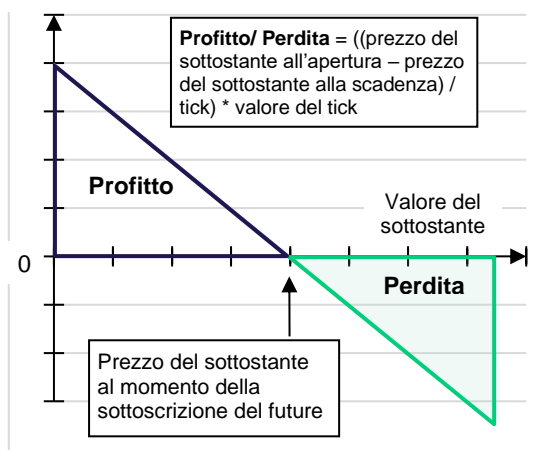 Profitto/ Perdita = ((prezzo del
sottostante all’apertura – prezzo
del sottostante alla scadenza) /
tick) * valore del tick
Profitto
Valore del
sottostante
0
Perdita
Prezzo del sottostante
al momento della
sottoscrizione del future